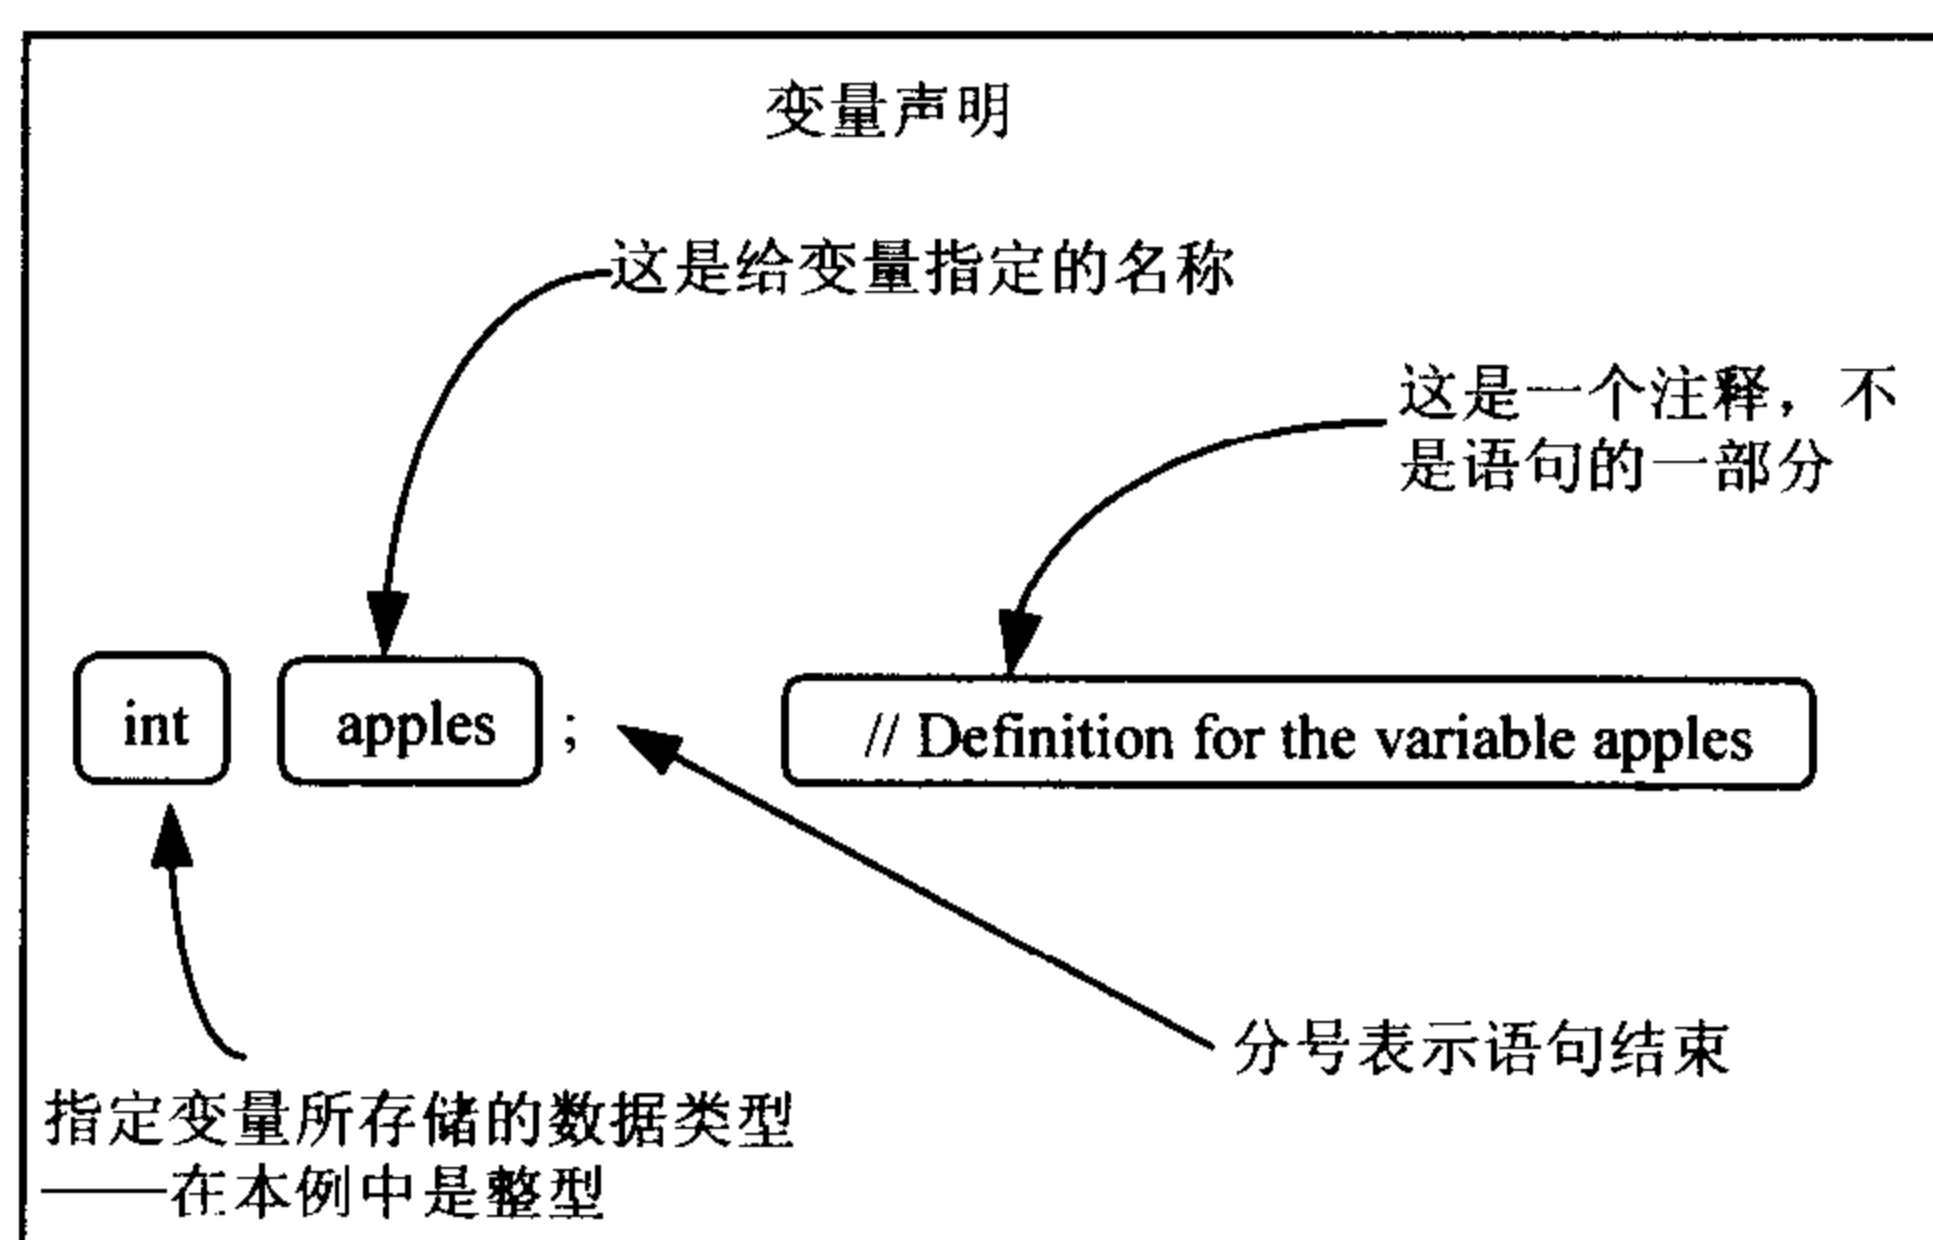 变量声明
这是给变量指定的名称
这是一个注释，不
是语句的一部分
int apples ; // Definition for the variable apples
分号表示语句结束
指定变量所存储的数据类型
——在本例中是整型